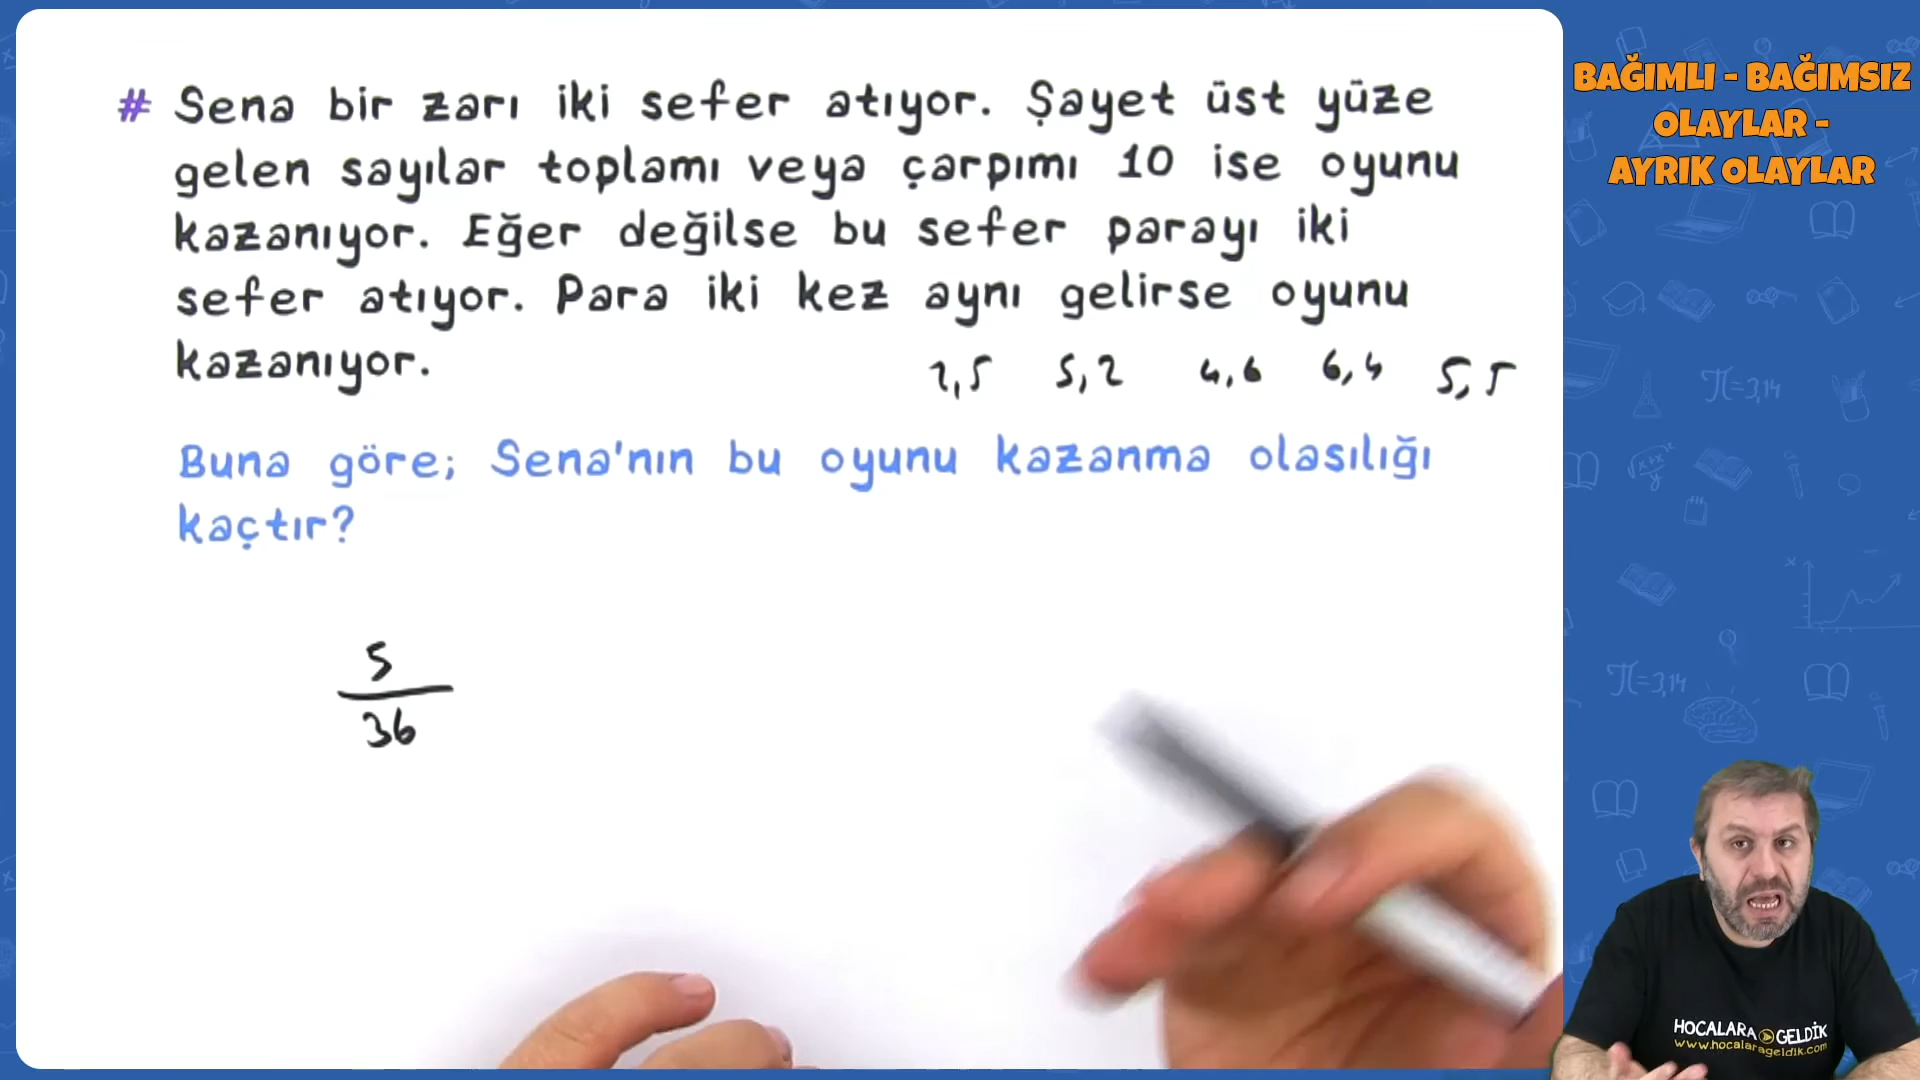 # Sena bir zarı iki sefer atıyor. Şayet üst yüze
gelen sayılar toplamı veya çarpımı 10 ise oyunu
kazanıyor. Eğer değilse bu sefer parayı iki
sefer atıyor. Para iki kez aynı gelirse oyunu
kazanıyor.
2,5 5,2 4,6 6,4 5,5
Buna göre; Sena'nın bu oyunu kazanma olasılığı
kaçtır?
5
36
BAĞIMLI - BAĞIMSIZ
OLAYLAR -
AYRIK OLAYLAR
π=3,14
π=3,14
HOCALARA GELDİK
www.hocalarageldik.com